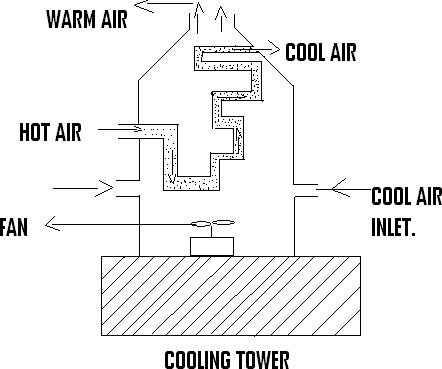 WARM AIR
COOL AIR
HOT AIR
COOL AIR
INLET.
FAN
COOLING TOWER